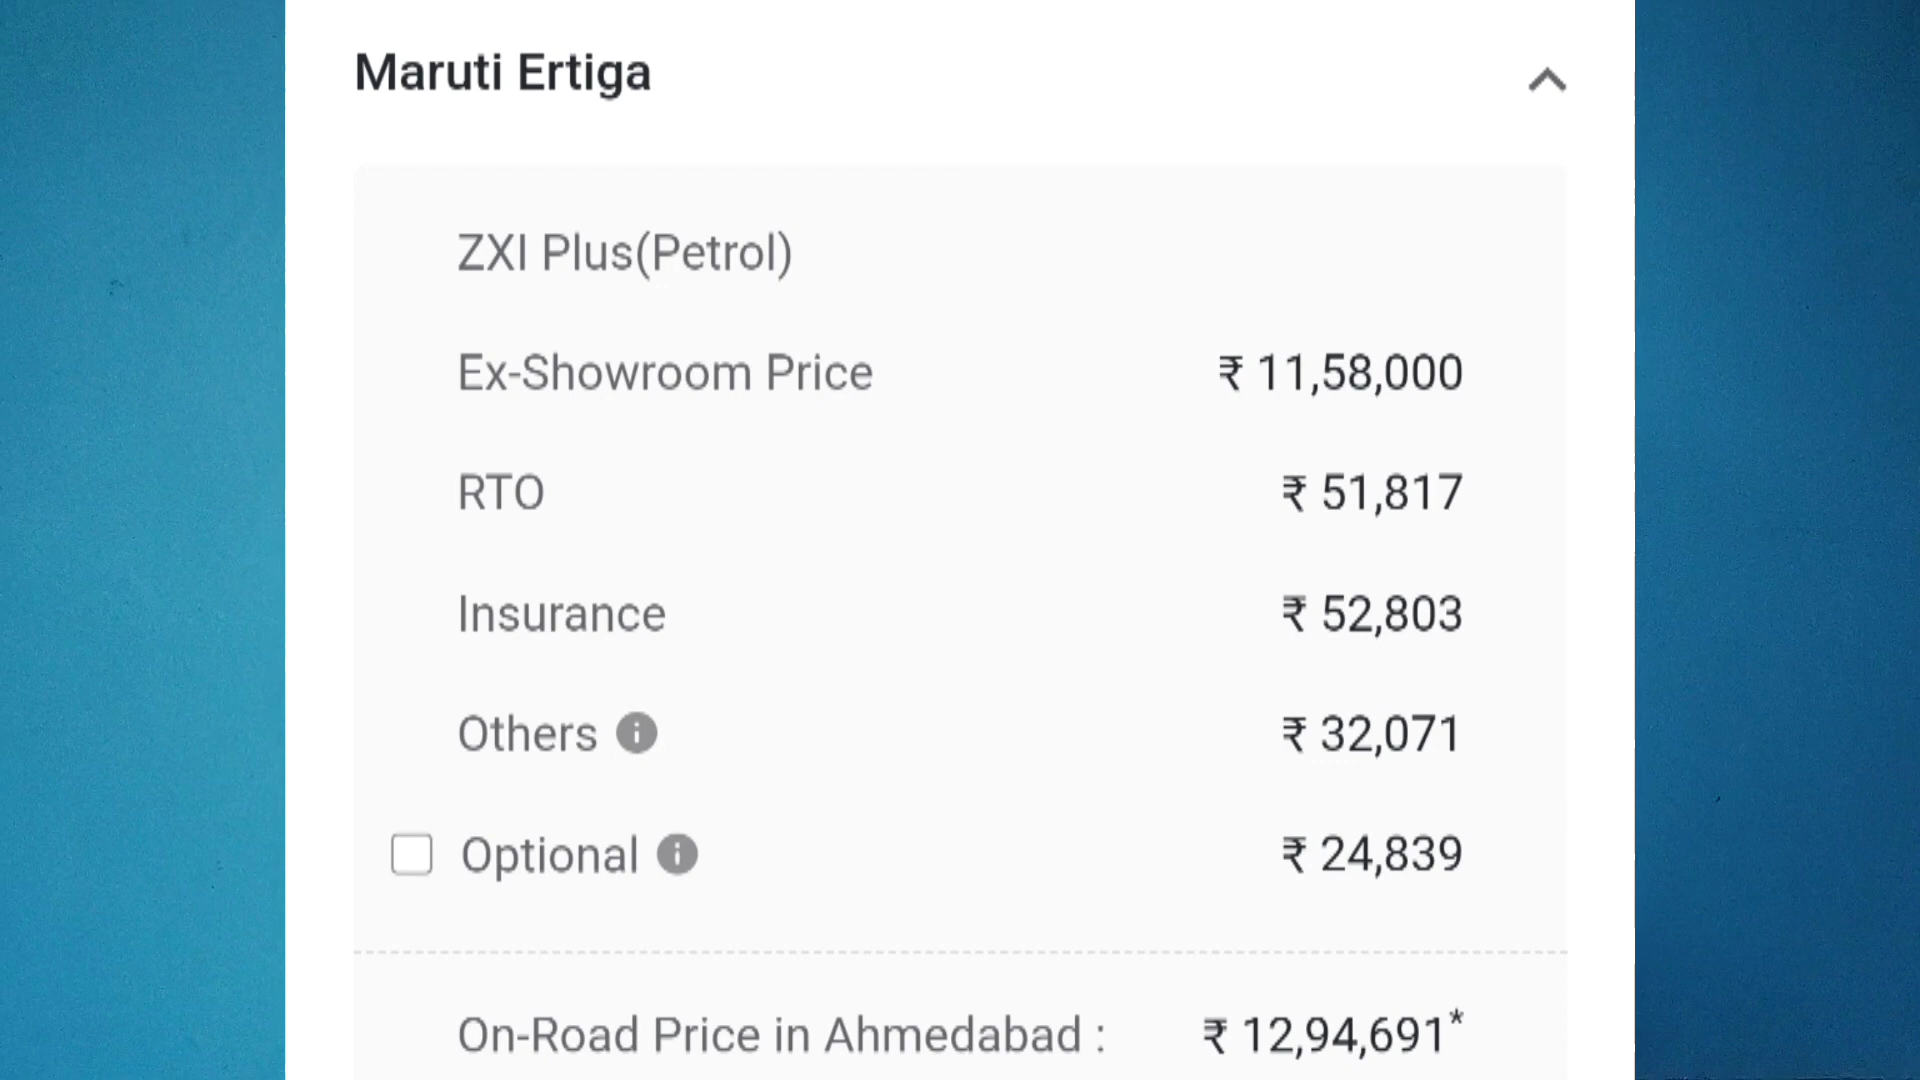 Maruti Ertiga
ZXI Plus(Petrol)
Ex-Showroom Price ₹ 11,58,000
RTO ₹ 51,817
Insurance ₹ 52,803
Others ₹ 32,071
Optional ₹ 24,839
On-Road Price in Ahmedabad : ₹ 12,94,691*